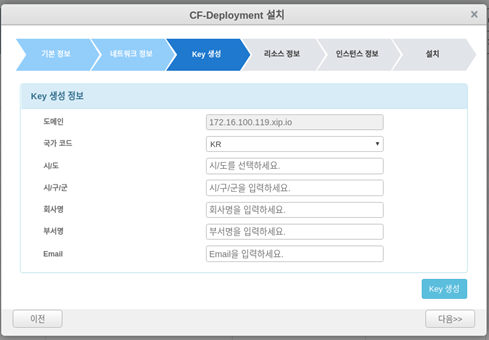 CF-Deployment 설치 ×
기본 정보 네트워크 정보 Key 생성 리소스 정보 인스턴스 정보 설치
Key 생성 정보
도메인 172.16.100.119.xip.io
국가 코드 KR
시/도 시/도를 선택하세요.
시/구/군 시/구/군을 입력하세요.
회사명 회사명을 입력하세요.
부서명 부서명을 입력하세요.
Email Email을 입력하세요.
Key 생성
이전 다음>>